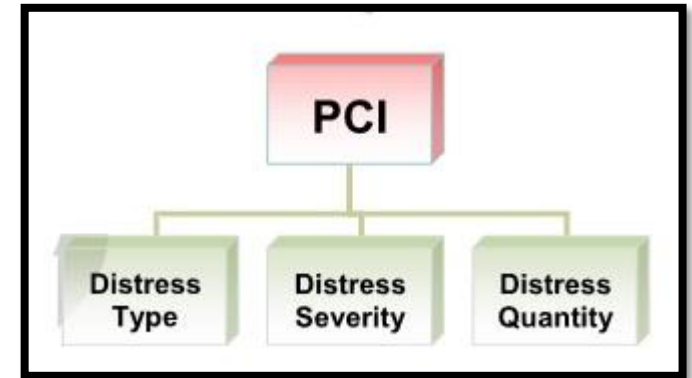 PCI
Distress
Type
Distress
Severity
Distress
Quantity